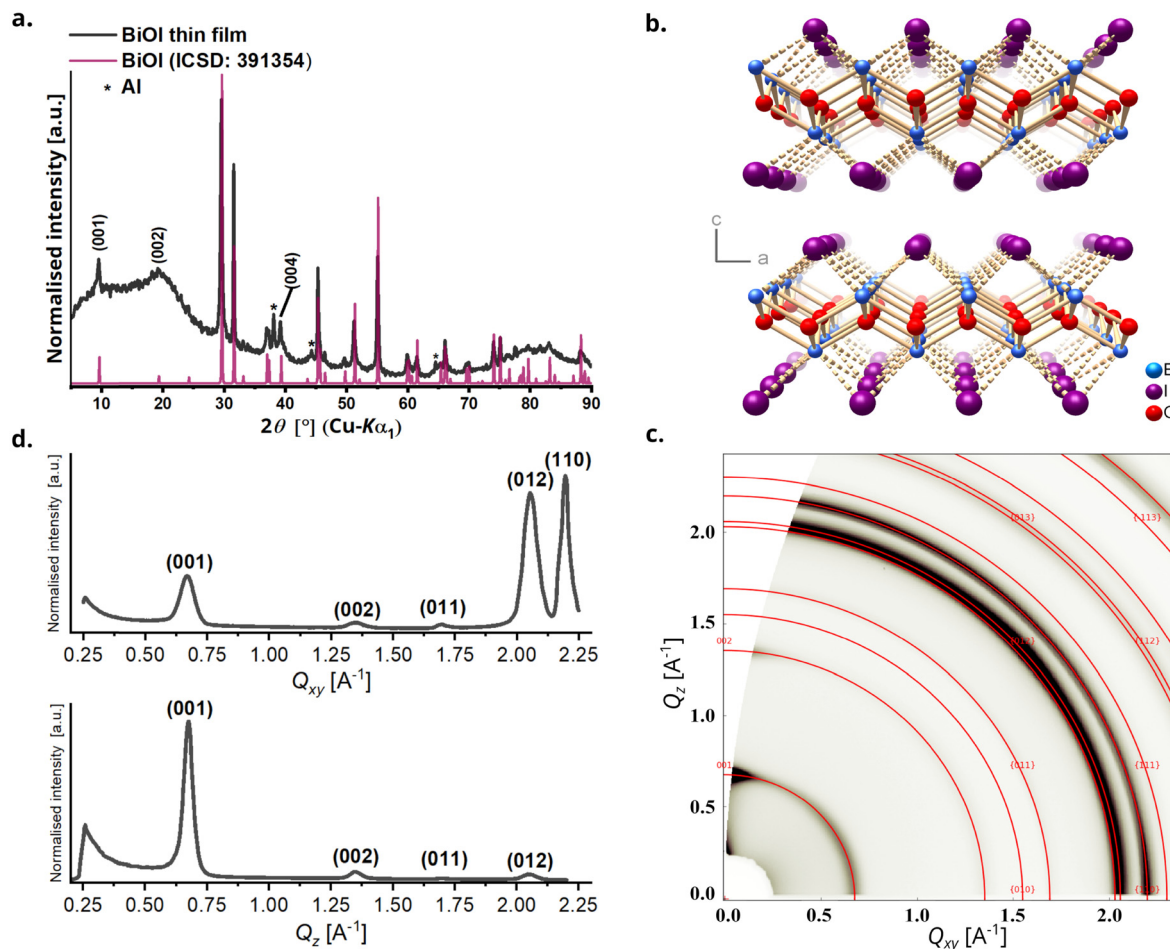 a.
BiOI thin film
BiOI (ICSD: 391354)
* Al
Normalised intensity [a.u.]
(001)
(002)
*
(004)
*
*
10 20 30 40 50 60 70 80 90
2θ [°] (Cu-Kα1)
b.
c
a
I
d.
Normalised intensity [a.u.]
(001)
(002)
(011)
(012)
(110)
0.25 0.50 0.75 1.00 1.25 1.50 1.75 2.00 2.25
Qxy [A-1]
Normalised intensity [a.u.]
(001)
(002)
(011)
(012)
0.25 0.50 0.75 1.00 1.25 1.50 1.75 2.00 2.25
Qz [A-1]
c.
Qz [A-1]
2.0
1.5
1.0
0.5
0.0
{013}
002
{112}
001
{011}
{111}
{010}
0.0 0.5 1.0 1.5 2.0
Qxy [A-1]